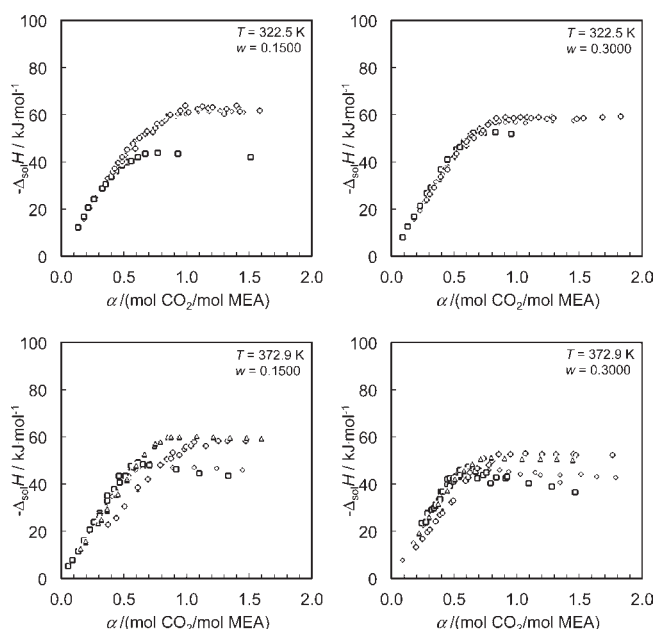 T = 322.5 K
w = 0.1500
-ΔsolH / kJ·mol⁻¹
100
80
60
40
20
0
0.0 0.5 1.0 1.5 2.0
α/(mol CO₂/mol MEA)
T = 322.5 K
w = 0.3000
-ΔsolH / kJ·mol⁻¹
100
80
60
40
20
0
0.0 0.5 1.0 1.5 2.0
α/(mol CO₂/mol MEA)
T = 372.9 K
w = 0.1500
-ΔsolH / kJ·mol⁻¹
100
80
60
40
20
0
0.0 0.5 1.0 1.5 2.0
α/(mol CO₂/mol MEA)
T = 372.9 K
w = 0.3000
-ΔsolH / kJ·mol⁻¹
100
80
60
40
20
0
0.0 0.5 1.0 1.5 2.0
α/(mol CO₂/mol MEA)